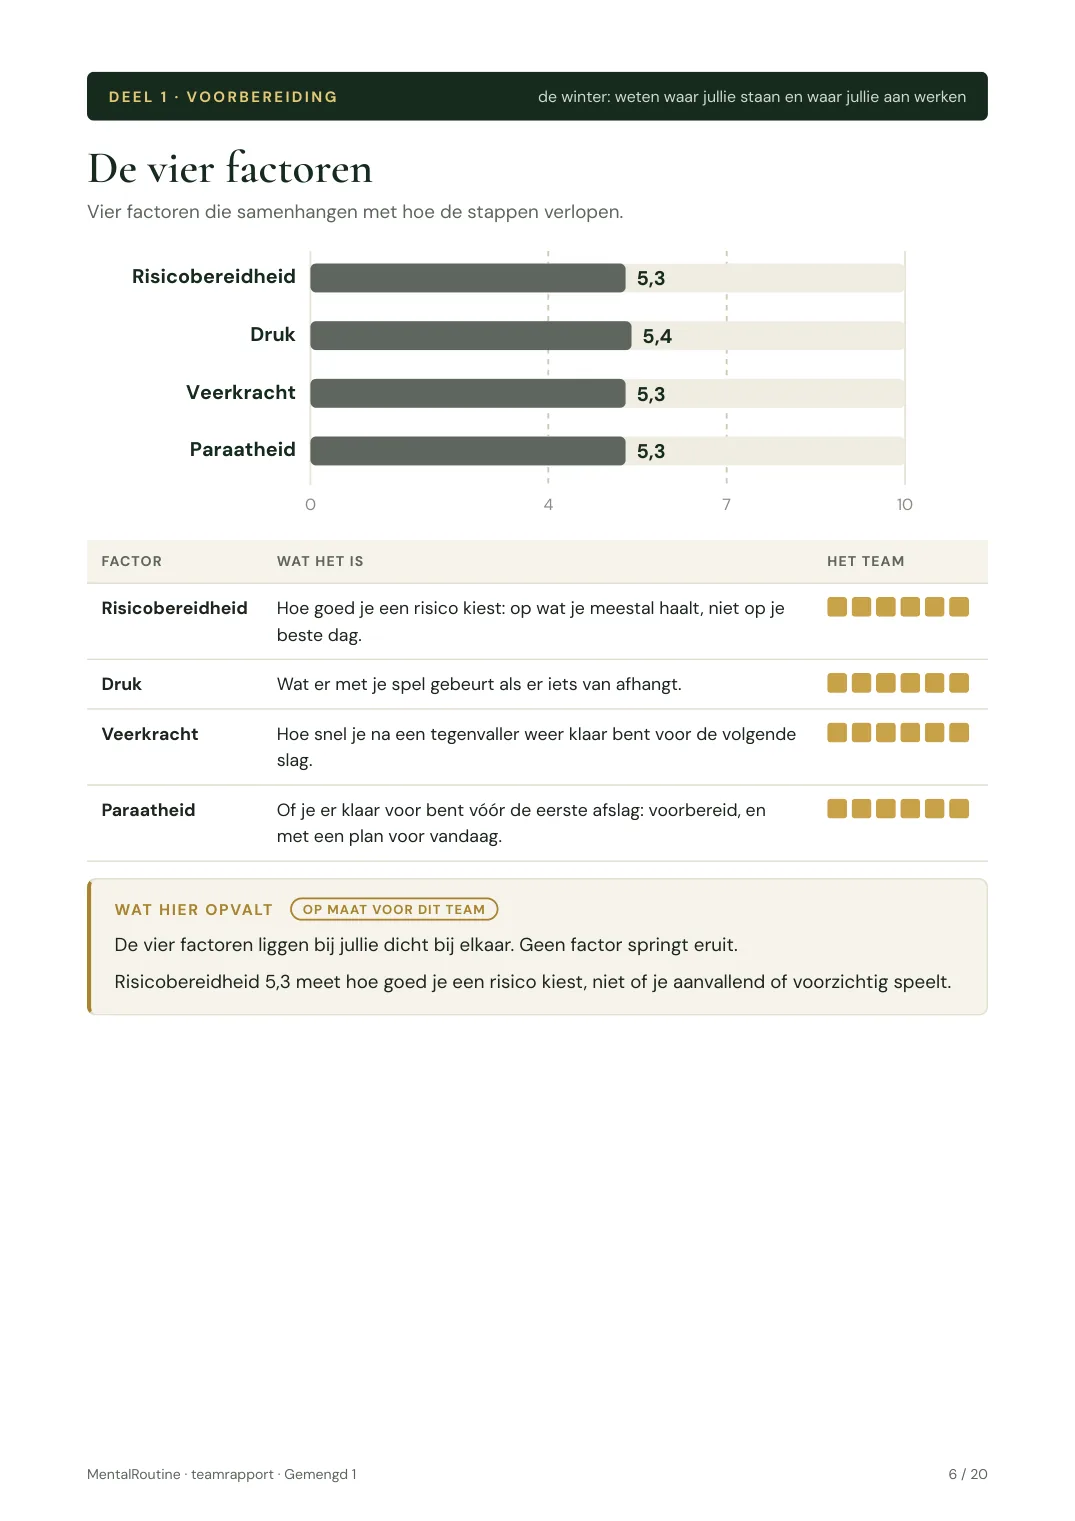 DEEL 1 · VOORBEREIDING
de winter: weten waar jullie staan en waar jullie aan werken
De vier factoren
Vier factoren die samenhangen met hoe de stappen verlopen.
Risicobereidheid 5,3
Druk 5,4
Veerkracht 5,3
Paraatheid 5,3
0 4 7 10
FACTOR WAT HET IS HET TEAM
Risicobereidheid Hoe goed je een risico kiest: op wat je meestal haalt, niet op je
beste dag.
Druk Wat er met je spel gebeurt als er iets van afhangt.
Veerkracht Hoe snel je na een tegenvaller weer klaar bent voor de volgende
slag.
Paraatheid Of je er klaar voor bent vóór de eerste afslag: voorbereid, en
met een plan voor vandaag.
WAT HIER OPVALT OP MAAT VOOR DIT TEAM
De vier factoren liggen bij jullie dicht bij elkaar. Geen factor springt eruit.
Risicobereidheid 5,3 meet hoe goed je een risico kiest, niet of je aanvallend of voorzichtig speelt.
MentalRoutine · teamrapport · Gemengd 1
6 / 20